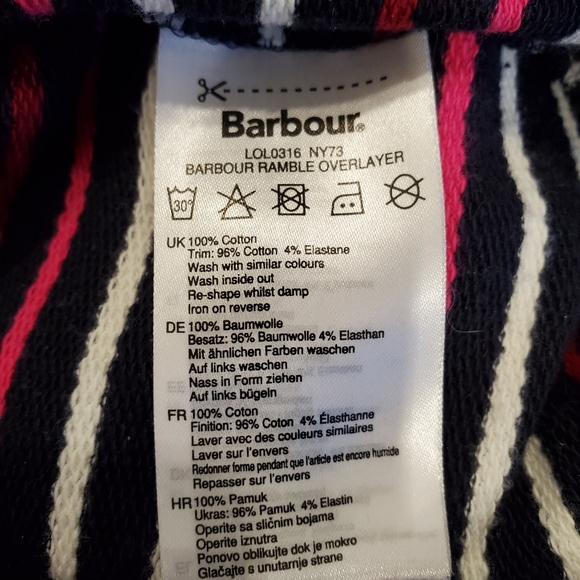 Barbour®
LOL0316 NY73
BARBOUR RAMBLE OVERLAYER
30°
UK 100% Cotton
Trim: 96% Cotton 4% Elastane
Wash with similar colours
Wash inside out
Re-shape whilst damp
Iron on reverse
DE 100% Baumwolle
Besatz: 96% Baumwolle 4% Elasthan
Mit ähnlichen Farben waschen
Auf links waschen
Nass in Form ziehen
Auf links bügeln
FR 100% Coton
Finition: 96% Coton 4% Élasthanne
Laver avec des couleurs similaires
Laver sur l'envers
Redonner forme pendant que l'article est encore humide
Repasser sur l'envers
HR 100% Pamuk
Ukras: 96% Pamuk 4% Elastin
Operite sa sličnim bojama
Operite iznutra
Ponovo oblikujte dok je mokro
Glačajte s unutarnje strane